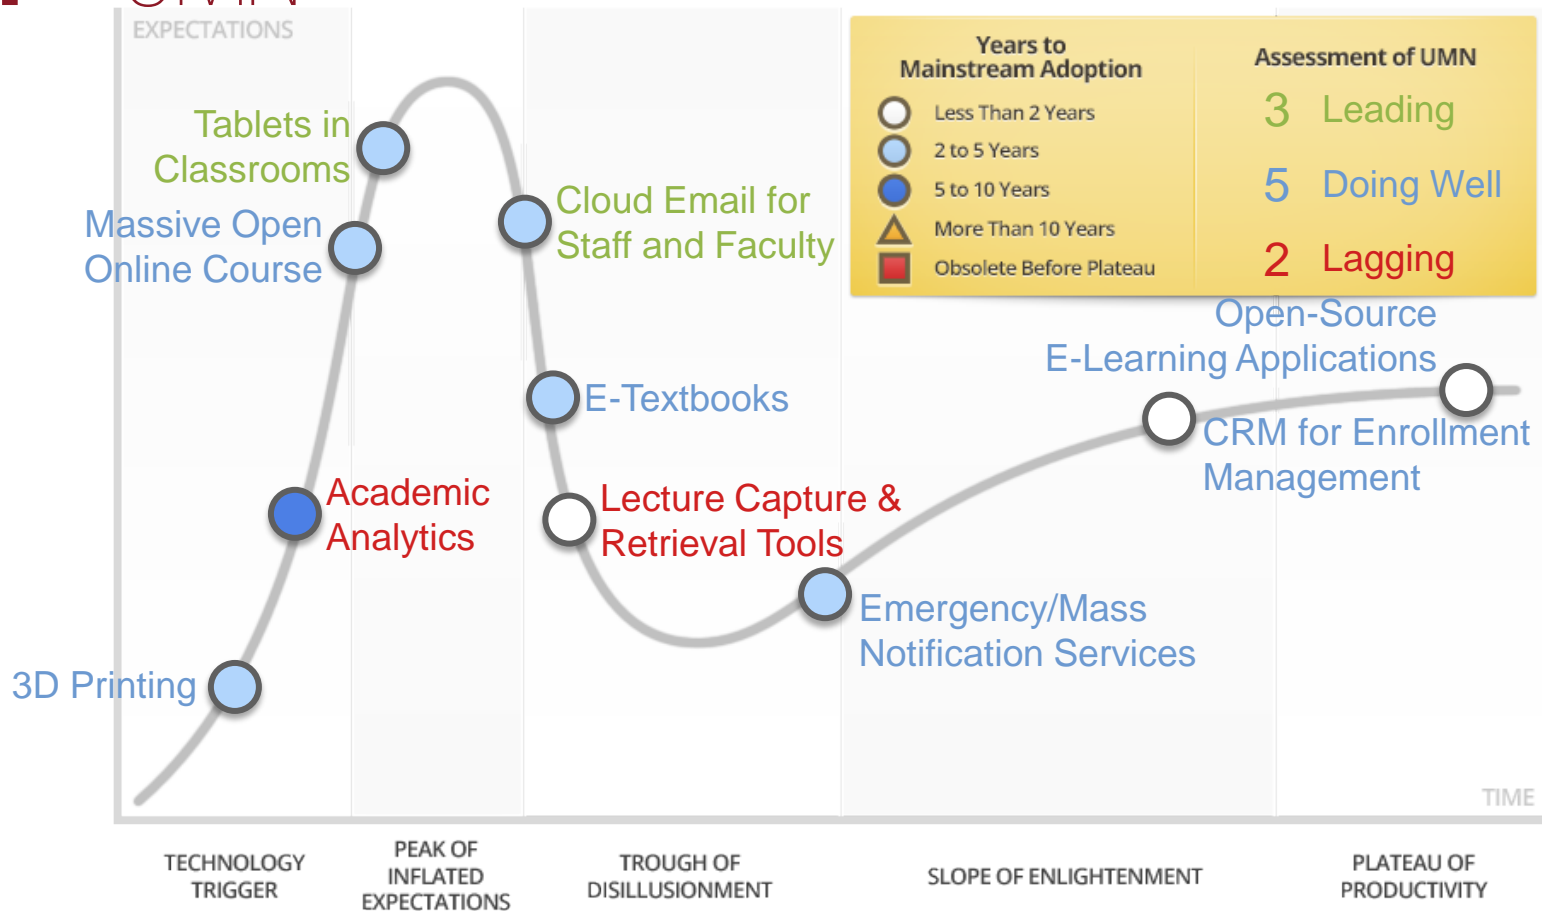 EXPECTATIONS
Years to
Mainstream Adoption
Less Than 2 Years
2 to 5 Years
5 to 10 Years
More Than 10 Years
Obsolete Before Plateau
Assessment of UMN
3 Leading
5 Doing Well
2 Lagging
Tablets in
Classrooms
Massive Open
Online Course
Cloud Email for
Staff and Faculty
Open-Source
E-Learning Applications
E-Textbooks
CRM for Enrollment
Management
Academic
Analytics
Lecture Capture &
Retrieval Tools
Emergency/Mass
Notification Services
3D Printing
TIME
TECHNOLOGY
TRIGGER
PEAK OF
INFLATED
EXPECTATIONS
TROUGH OF
DISILLUSIONMENT
SLOPE OF ENLIGHTENMENT
PLATEAU OF
PRODUCTIVITY